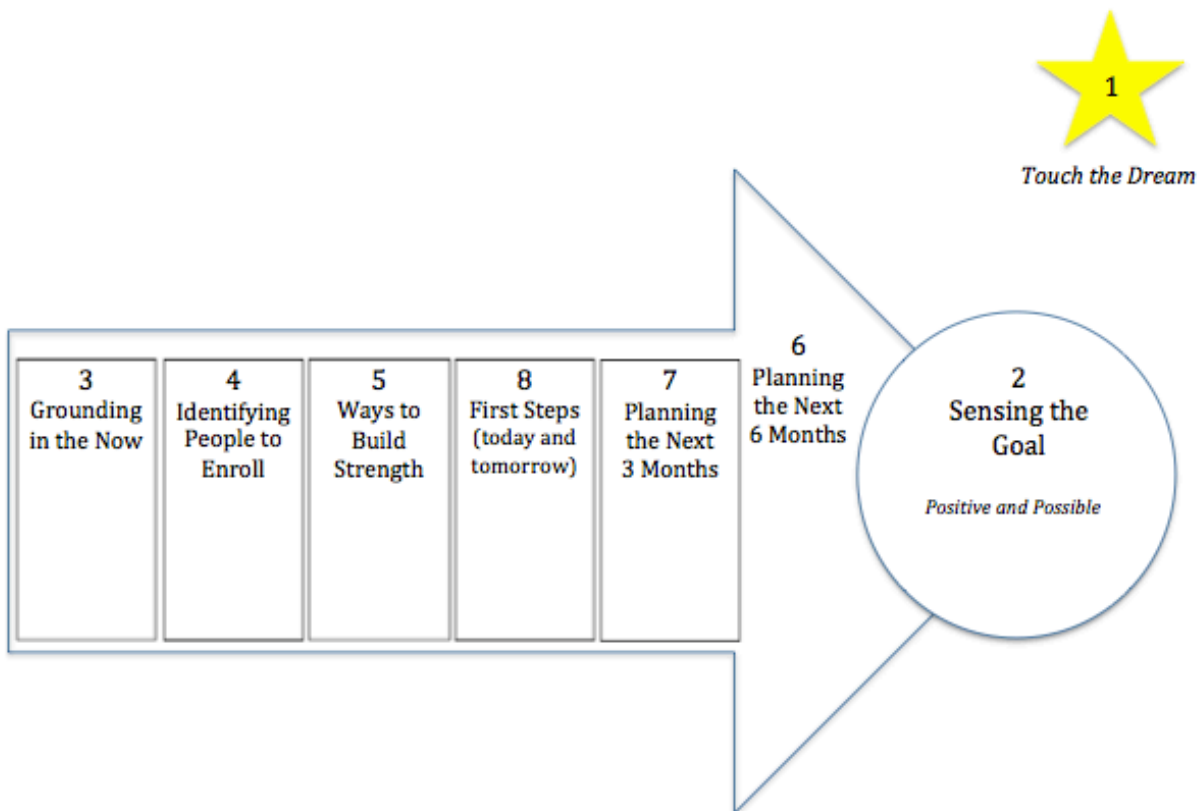 1
Touch the Dream
3
Grounding
in the Now
4
Identifying
People to
Enroll
5
Ways to
Build
Strength
8
First Steps
(today and
tomorrow)
7
Planning
the Next
3 Months
6
Planning
the Next
6 Months
2
Sensing the
Goal
Positive and Possible